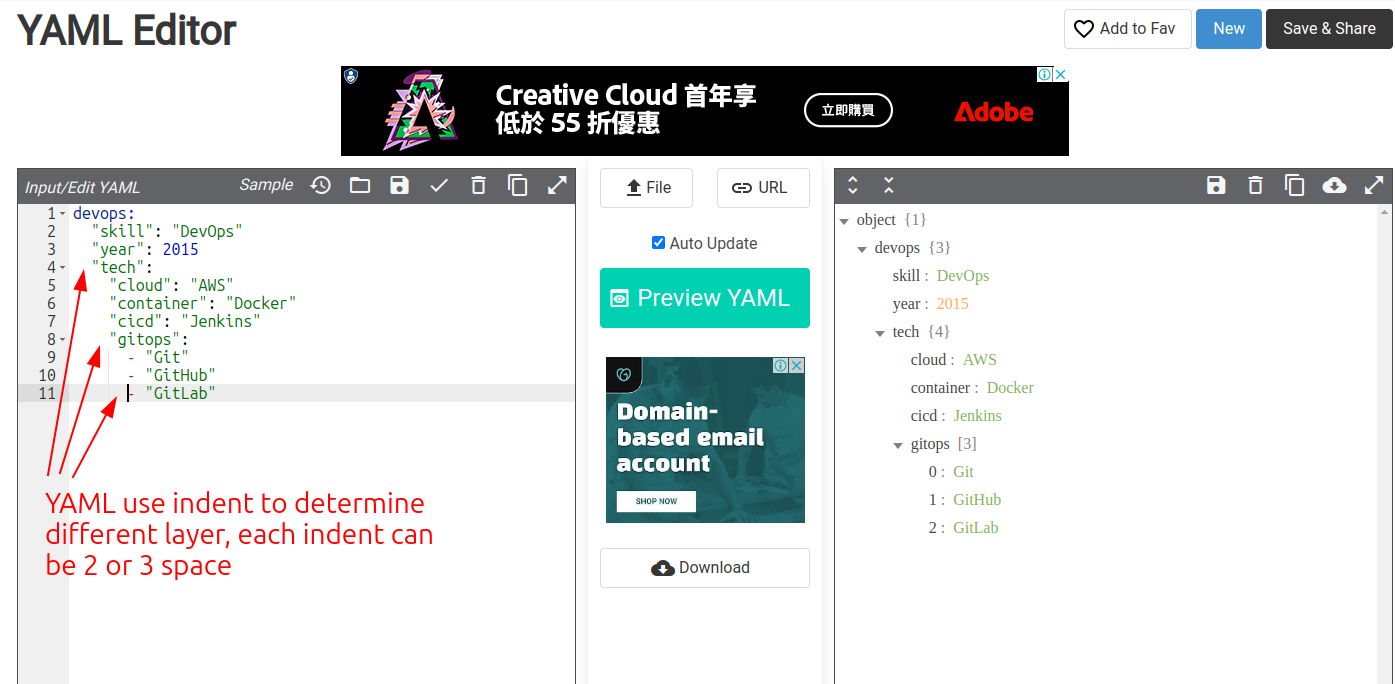 YAML Editor
Add to Fav
New
Save & Share
Creative Cloud 首年享
低於 55 折優惠
立即購買
Adobe
Input/Edit YAML
Sample
1 devops:
2 "skill": "DevOps"
3 "year": 2015
4 "tech":
5 "cloud": "AWS"
6 "container": "Docker"
7 "cicd": "Jenkins"
8 "gitops":
9 - "Git"
10 - "GitHub"
11 - "GitLab"
YAML use indent to determine
different layer, each indent can
be 2 or 3 space
File
URL
Auto Update
Preview YAML
Domain-
based email
account
SHOP NOW
Download
object {1}
devops {3}
skill : DevOps
year : 2015
tech {4}
cloud : AWS
container : Docker
cicd : Jenkins
gitops [3]
0 : Git
1 : GitHub
2 : GitLab